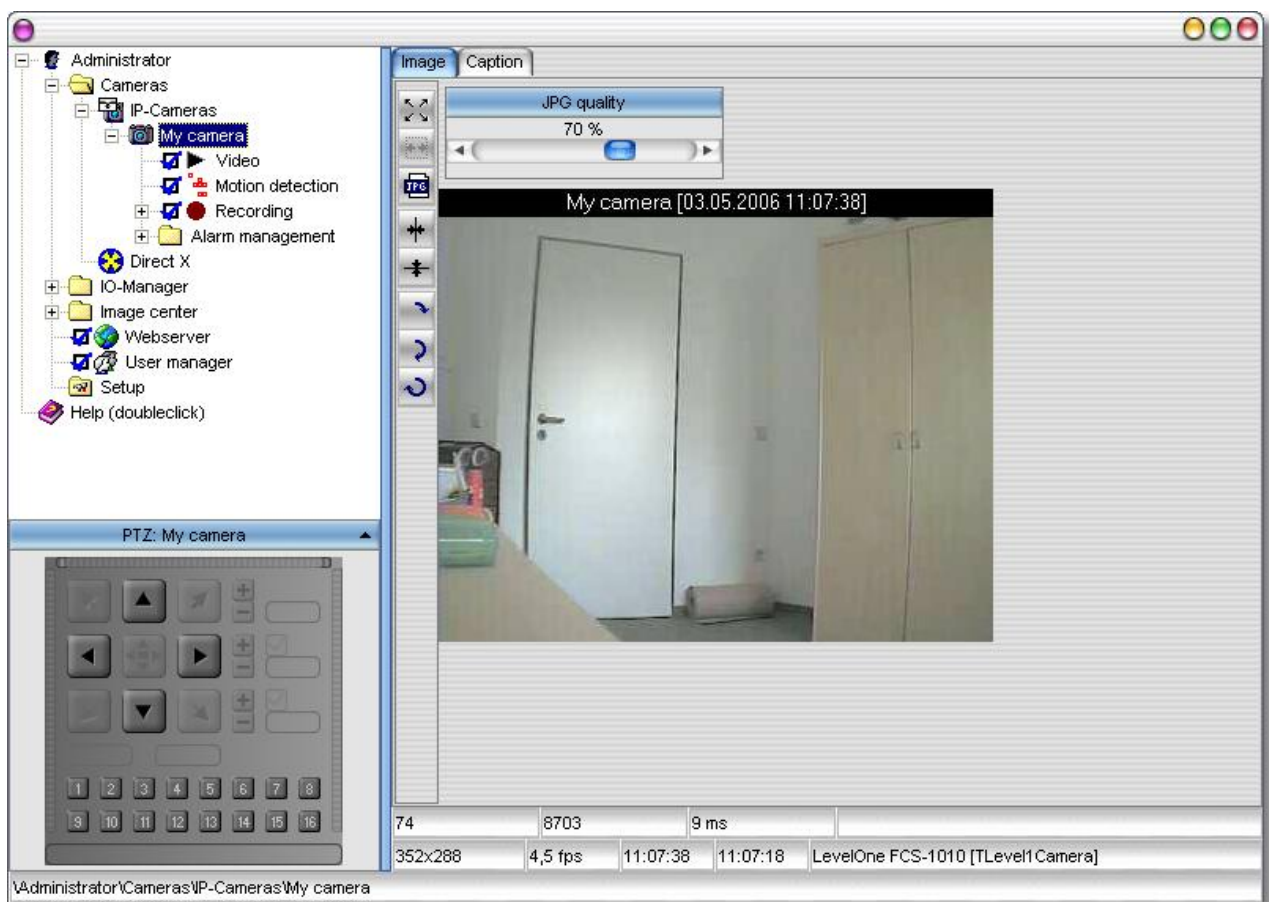 Administrator
Cameras
IP-Cameras
My camera
Video
Motion detection
Recording
Alarm management
Direct X
IO-Manager
Image center
Webserver
User manager
Setup
Help (doubleclick)
PTZ: My camera
1 2 3 4 5 6 7 8
9 10 11 12 13 14 15 16
Image Caption
JPG quality
70 %
JPG
My camera [03.05.2006 11:07:38]
74 8703 9 ms
352x288 4,5 fps 11:07:38 11:07:18 LevelOne FCS-1010 [TLevel1Camera]
\Administrator\Cameras\IP-Cameras\My camera